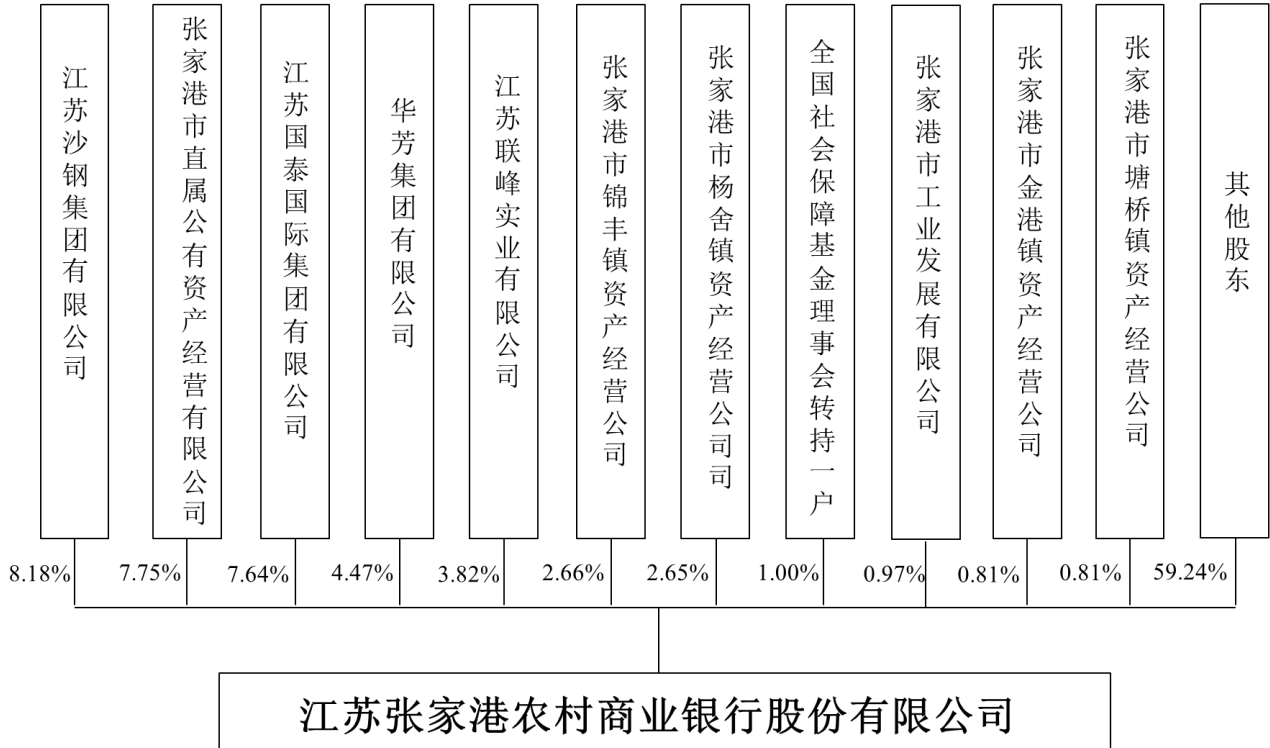 江苏沙钢集团有限公司
张家港市直属公有资产经营有限公司
江苏国泰国际集团有限公司
华芳集团有限公司
江苏联峰实业有限公司
张家港市锦丰镇资产经营公司
张家港市杨舍镇资产经营公司司
全国社会保障基金理事会转持一户
张家港市工业发展有限公司
张家港市金港镇资产经营公司
张家港市塘桥镇资产经营公司
其他股东
8.18%
7.75%
7.64%
4.47%
3.82%
2.66%
2.65%
1.00%
0.97%
0.81%
0.81%
59.24%
江苏张家港农村商业银行股份有限公司